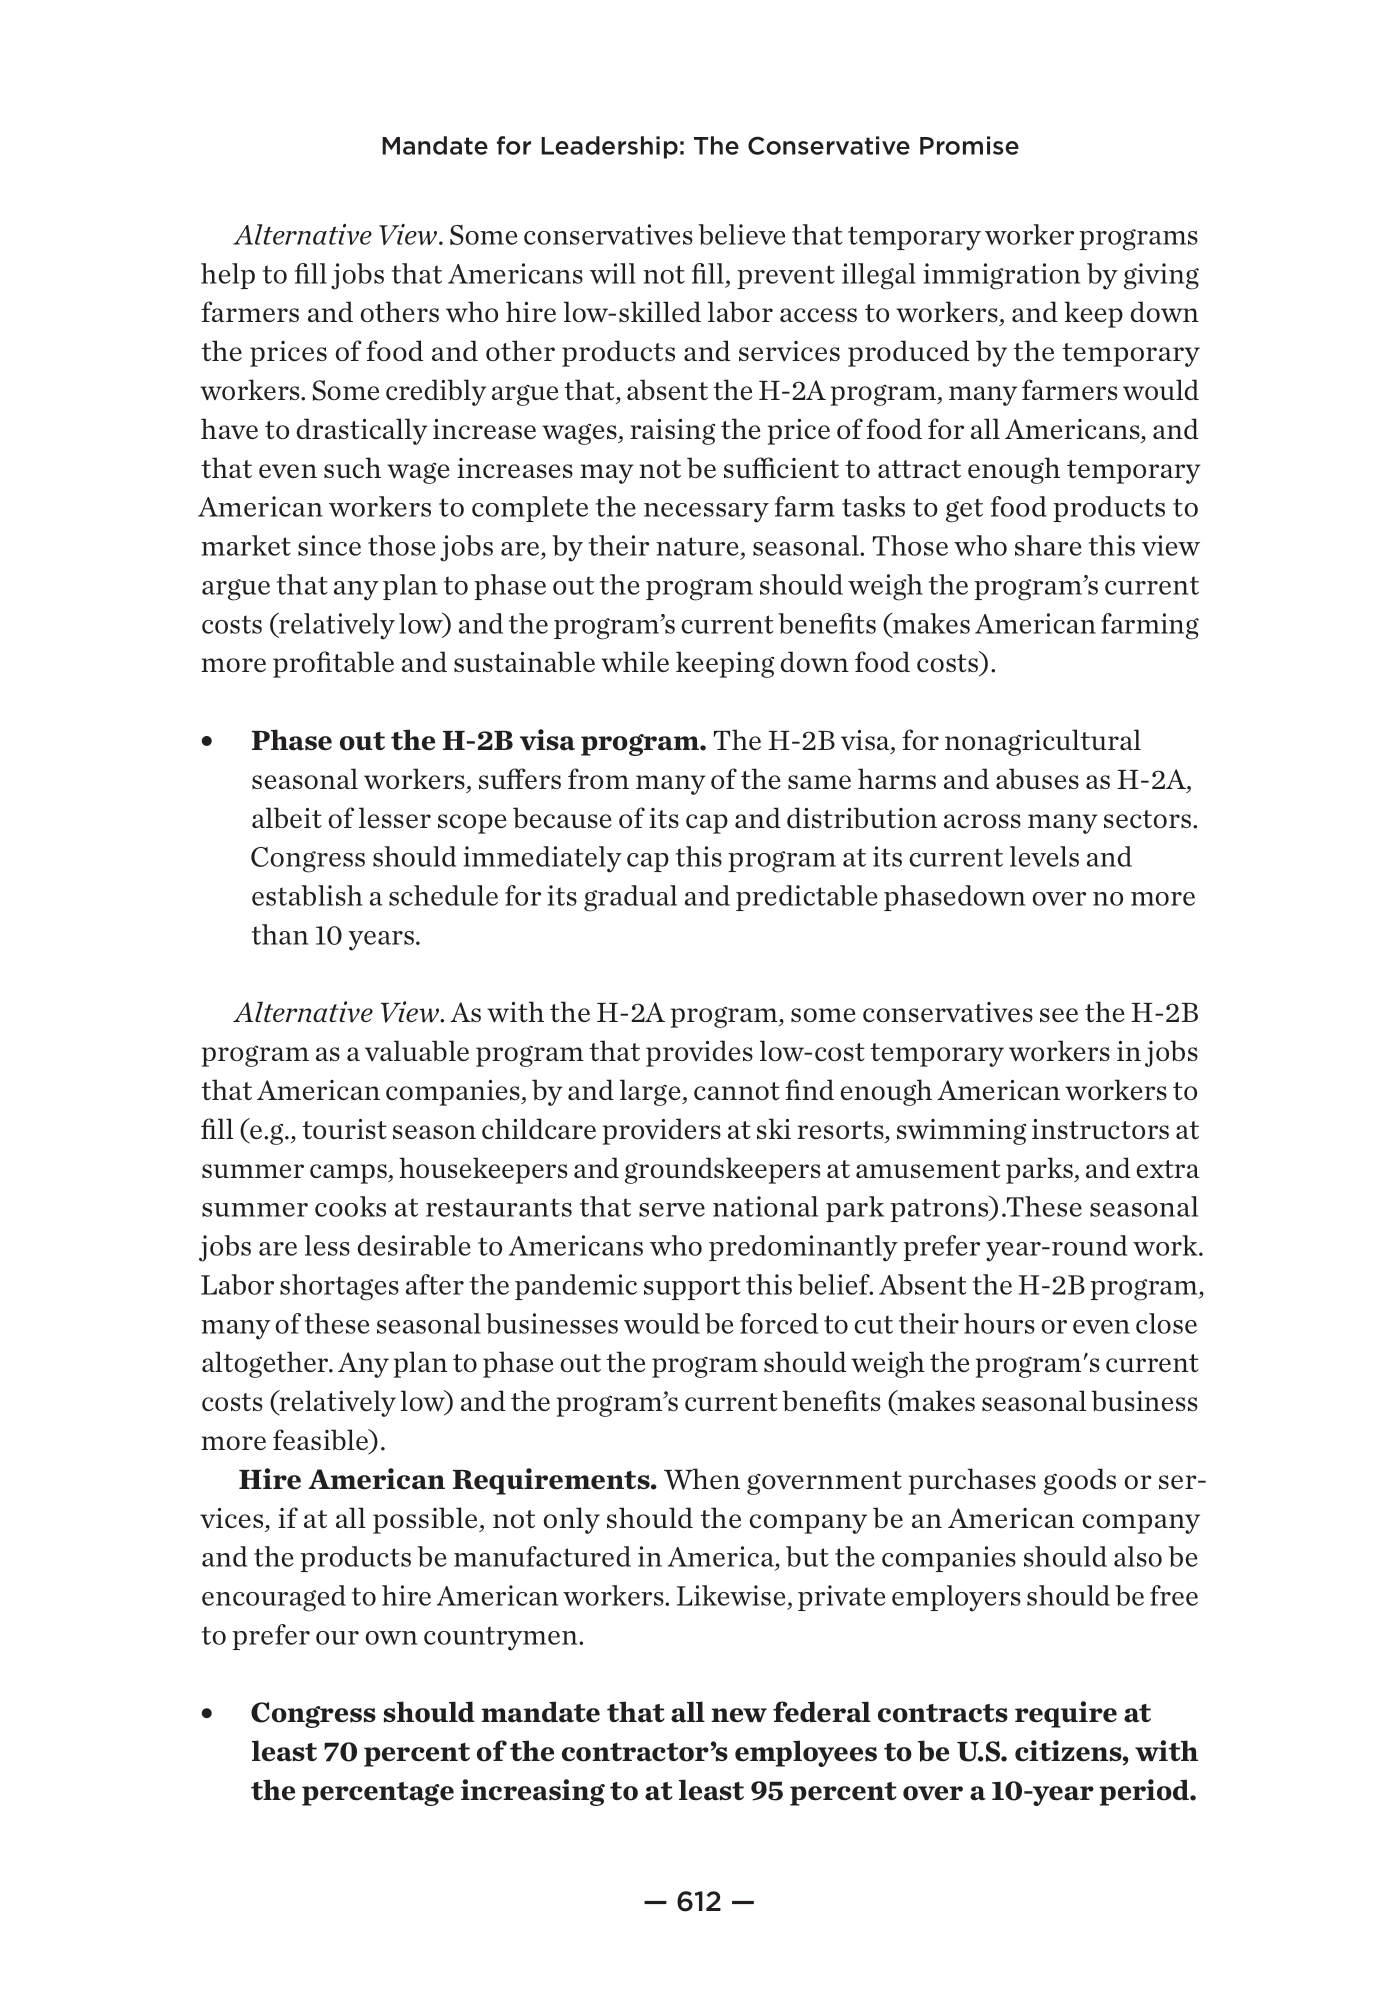 Mandate for Leadership: The Conservative Promise
Alternative View. Some conservatives believe that temporary worker programs
help to fill jobs that Americans will not fill, prevent illegal immigration by giving
farmers and others who hire low-skilled labor access to workers, and keep down
the prices of food and other products and services produced by the temporary
workers. Some credibly argue that, absent the H-2A program, many farmers would
have to drastically increase wages, raising the price of food for all Americans, and
that even such wage increases may not be sufficient to attract enough temporary
American workers to complete the necessary farm tasks to get food products to
market since those jobs are, by their nature, seasonal. Those who share this view
argue that any plan to phase out the program should weigh the program’s current
costs (relatively low) and the program’s current benefits (makes American farming
more profitable and sustainable while keeping down food costs).
• Phase out the H-2B visa program. The H-2B visa, for nonagricultural
seasonal workers, suffers from many of the same harms and abuses as H-2A,
albeit of lesser scope because of its cap and distribution across many sectors.
Congress should immediately cap this program at its current levels and
establish a schedule for its gradual and predictable phasedown over no more
than 10 years.
Alternative View. As with the H-2A program, some conservatives see the H-2B
program as a valuable program that provides low-cost temporary workers in jobs
that American companies, by and large, cannot find enough American workers to
fill (e.g., tourist season childcare providers at ski resorts, swimming instructors at
summer camps, housekeepers and groundskeepers at amusement parks, and extra
summer cooks at restaurants that serve national park patrons).These seasonal
jobs are less desirable to Americans who predominantly prefer year-round work.
Labor shortages after the pandemic support this belief. Absent the H-2B program,
many of these seasonal businesses would be forced to cut their hours or even close
altogether. Any plan to phase out the program should weigh the program's current
costs (relatively low) and the program’s current benefits (makes seasonal business
more feasible).
Hire American Requirements. When government purchases goods or ser-
vices, if at all possible, not only should the company be an American company
and the products be manufactured in America, but the companies should also be
encouraged to hire American workers. Likewise, private employers should be free
to prefer our own countrymen.
• Congress should mandate that all new federal contracts require at
least 70 percent of the contractor’s employees to be U.S. citizens, with
the percentage increasing to at least 95 percent over a 10-year period.
— 612 —